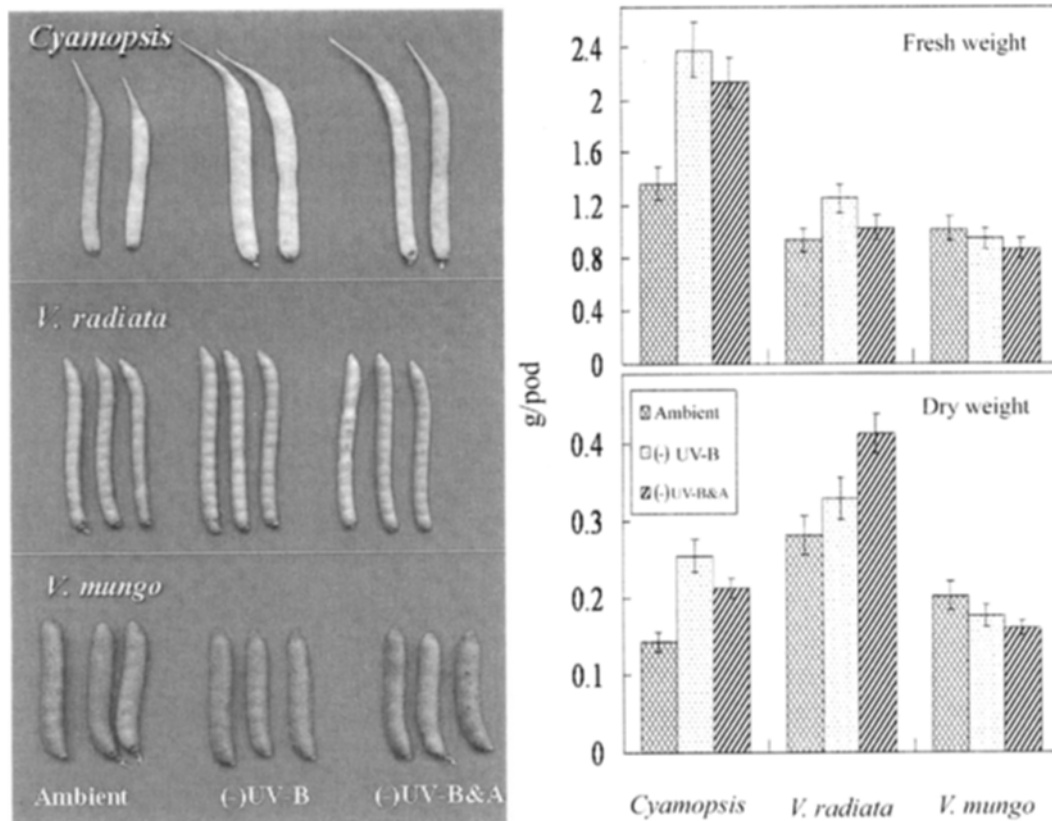 Cyamopsis
V. radiata
V. mungo
Ambient (-)UV-B (-)UV-B&A
g/pod
Fresh weight
2.4
2
1.6
1.2
0.8
0.4
0
Dry weight
Ambient
(-) UV-B
(-)UV-B&A
0.4
0.3
0.2
0.1
0
Cyamopsis V. radiata V. mungo